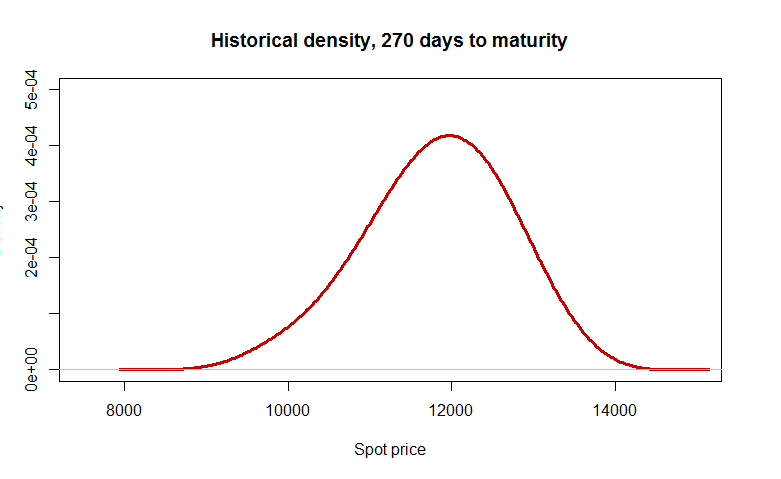 Historical density, 270 days to maturity
5e-04
4e-04
3e-04
2e-04
0e+00
8000
10000
12000
14000
Spot price